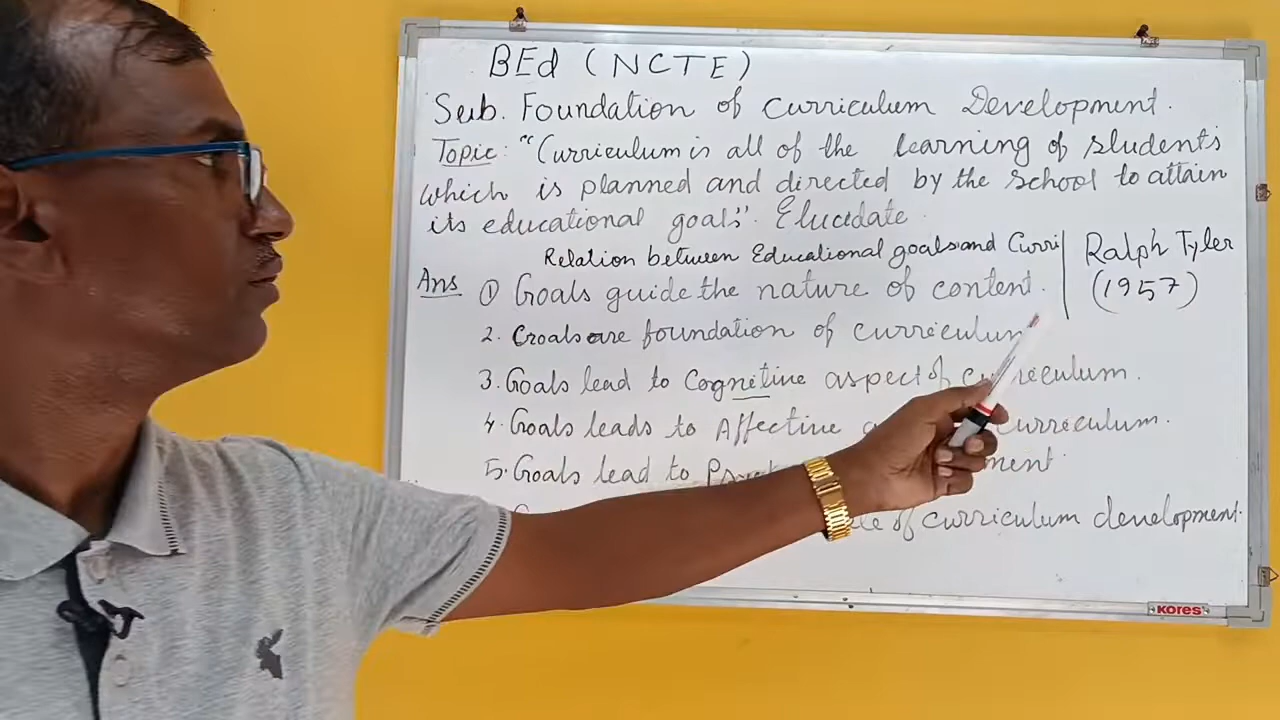 BEd (NCTE)
Sub. Foundation of curriculum Development.
Topic: "Curriculum is all of the learning of students
which is planned and directed by the school to attain
its educational goals". Elucidate.
Relation between Educational goals and Curri
Ralph Tyler
(1957)
Ans ① Goals guide the nature of content.
2. Goals are foundation of curriculum
3. Goals lead to Cognitive aspect of curriculum.
4. Goals leads to Affective curriculum.
5. Goals lead to
of curriculum development.
KORES